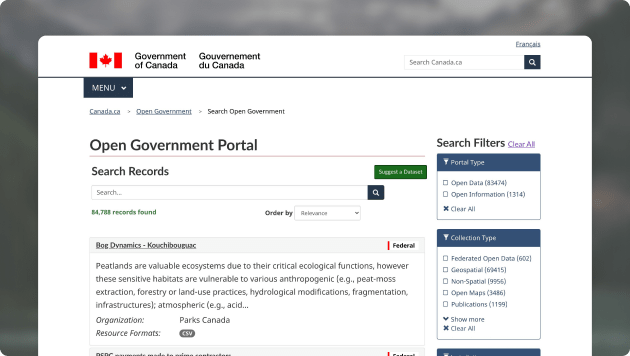 Français
Government of Canada
Gouvernement du Canada
Search Canada.ca
MENU
Canada.ca > Open Government > Search Open Government
Open Government Portal
Search Records
Suggest a Dataset
Search...
84,788 records found
Order by Relevance
Bog Dynamics - Kouchibouguac
Federal
Peatlands are valuable ecosystems due to their critical ecological functions, however
these sensitive habitats are vulnerable to various anthropogenic (e.g., peat-moss
extraction, forestry or land-use practices, hydrological modifications, fragmentation,
infrastructures); atmospheric (e.g., acid...
Organization: Parks Canada
Resource Formats: CSV
Federal
Search Filters Clear All
Portal Type
Open Data (83474)
Open Information (1314)
Clear All
Collection Type
Federated Open Data (602)
Geospatial (69415)
Non-Spatial (9956)
Open Maps (3486)
Publications (1199)
Show more
Clear All